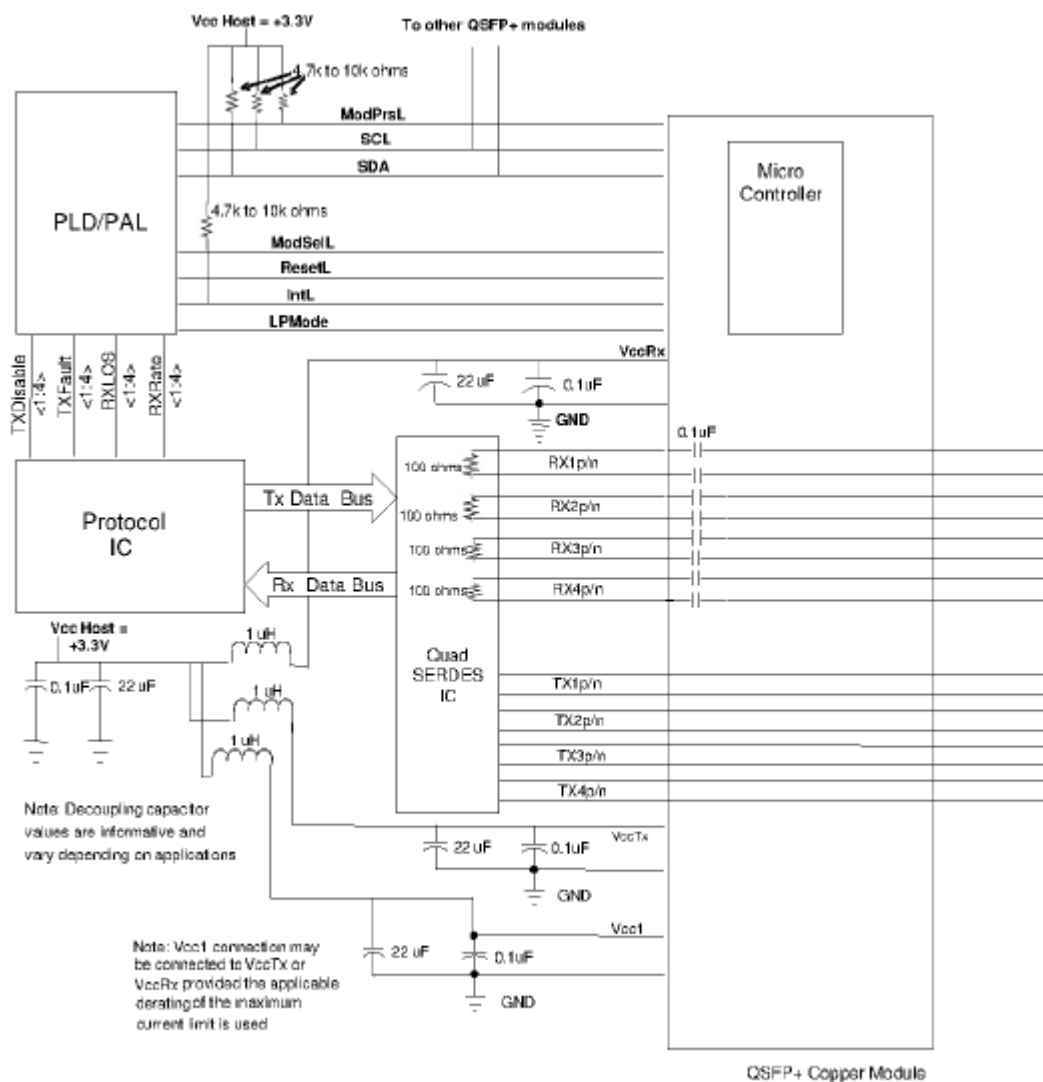 Vcc Host = +3.3V
To other QSFP+ modules
4.7k to 10k ohms
ModPrsL
SCL
SDA
Micro
Controller
PLD/PAL
4.7k to 10k ohms
ModSelL
ResetL
IntL
LPMode
TXDisable
<1:4>
TXFault
<1:4>
RXLOS
<1:4>
RXRate
<1:4>
VccRx
22 uF
0.1uF
GND
0.1uF
100 ohms
RX1p/n
Tx Data Bus
100 ohms
RX2p/n
Protocol
IC
100 ohms
RX3p/n
Rx Data Bus
100 ohms
RX4p/n
Vcc Host =
+3.3V
1 uH
0.1uF
22 uF
1 uH
1 uH
Quad
SERDES
IC
TX1p/n
TX2p/n
TX3p/n
TX4p/n
Note: Decoupling capacitor
values are informative and
vary depending on applications
22 uF
0.1uF
VccTx
GND
Vcc1
Note: Vcc1 connection may
be connected to VccTx or
VccRx provided the applicable
derating of the maximum
current limit is used
22 uF
0.1uF
GND
QSFP+ Copper Module